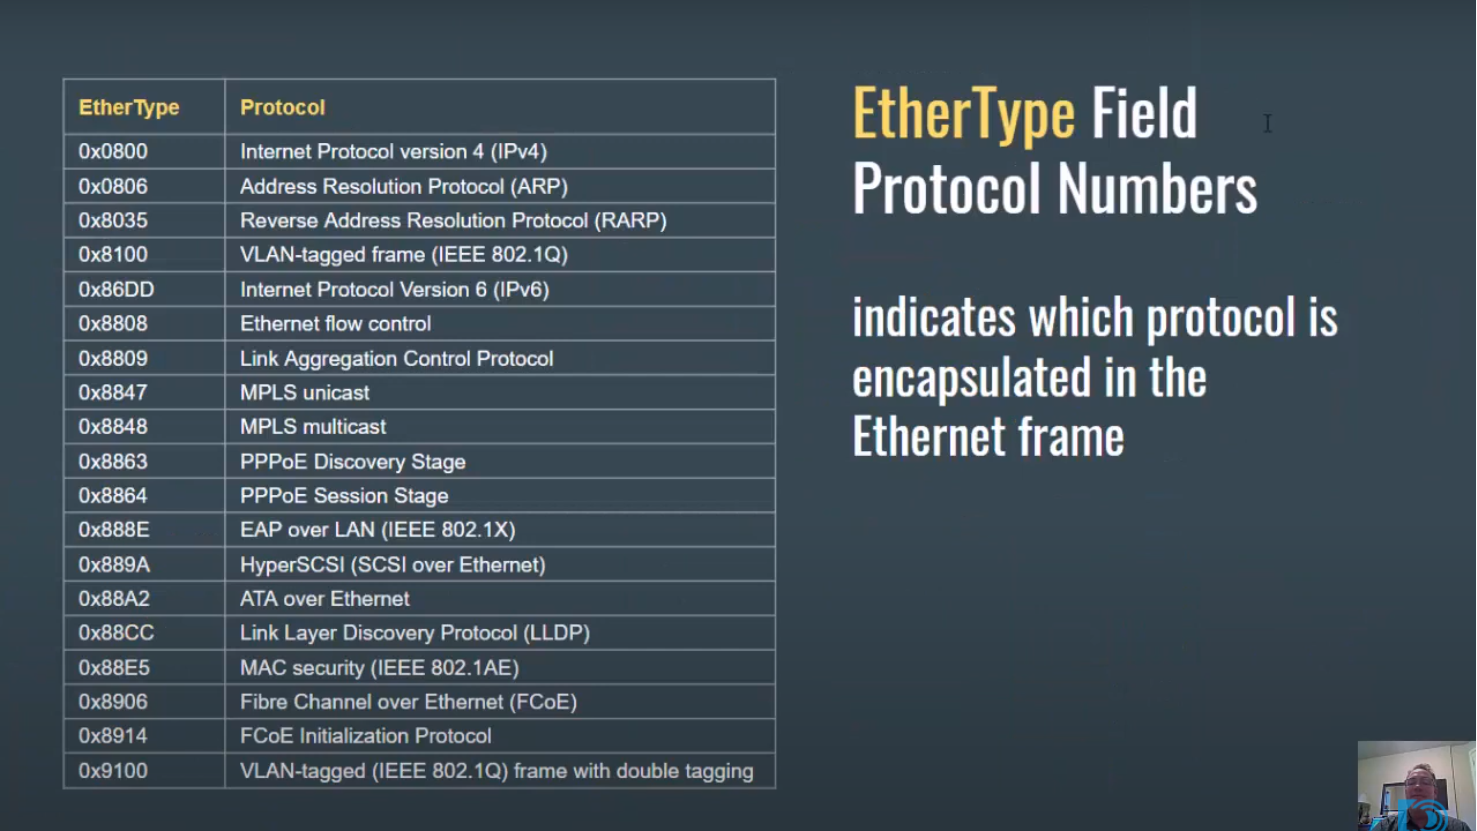 EtherType Protocol
0x0800 Internet Protocol version 4 (IPv4)
0x0806 Address Resolution Protocol (ARP)
0x8035 Reverse Address Resolution Protocol (RARP)
0x8100 VLAN-tagged frame (IEEE 802.1Q)
0x86DD Internet Protocol Version 6 (IPv6)
0x8808 Ethernet flow control
0x8809 Link Aggregation Control Protocol
0x8847 MPLS unicast
0x8848 MPLS multicast
0x8863 PPPoE Discovery Stage
0x8864 PPPoE Session Stage
0x888E EAP over LAN (IEEE 802.1X)
0x889A HyperSCSI (SCSI over Ethernet)
0x88A2 ATA over Ethernet
0x88CC Link Layer Discovery Protocol (LLDP)
0x88E5 MAC security (IEEE 802.1AE)
0x8906 Fibre Channel over Ethernet (FCoE)
0x8914 FCoE Initialization Protocol
0x9100 VLAN-tagged (IEEE 802.1Q) frame with double tagging
EtherType Field
Protocol Numbers
indicates which protocol is
encapsulated in the
Ethernet frame